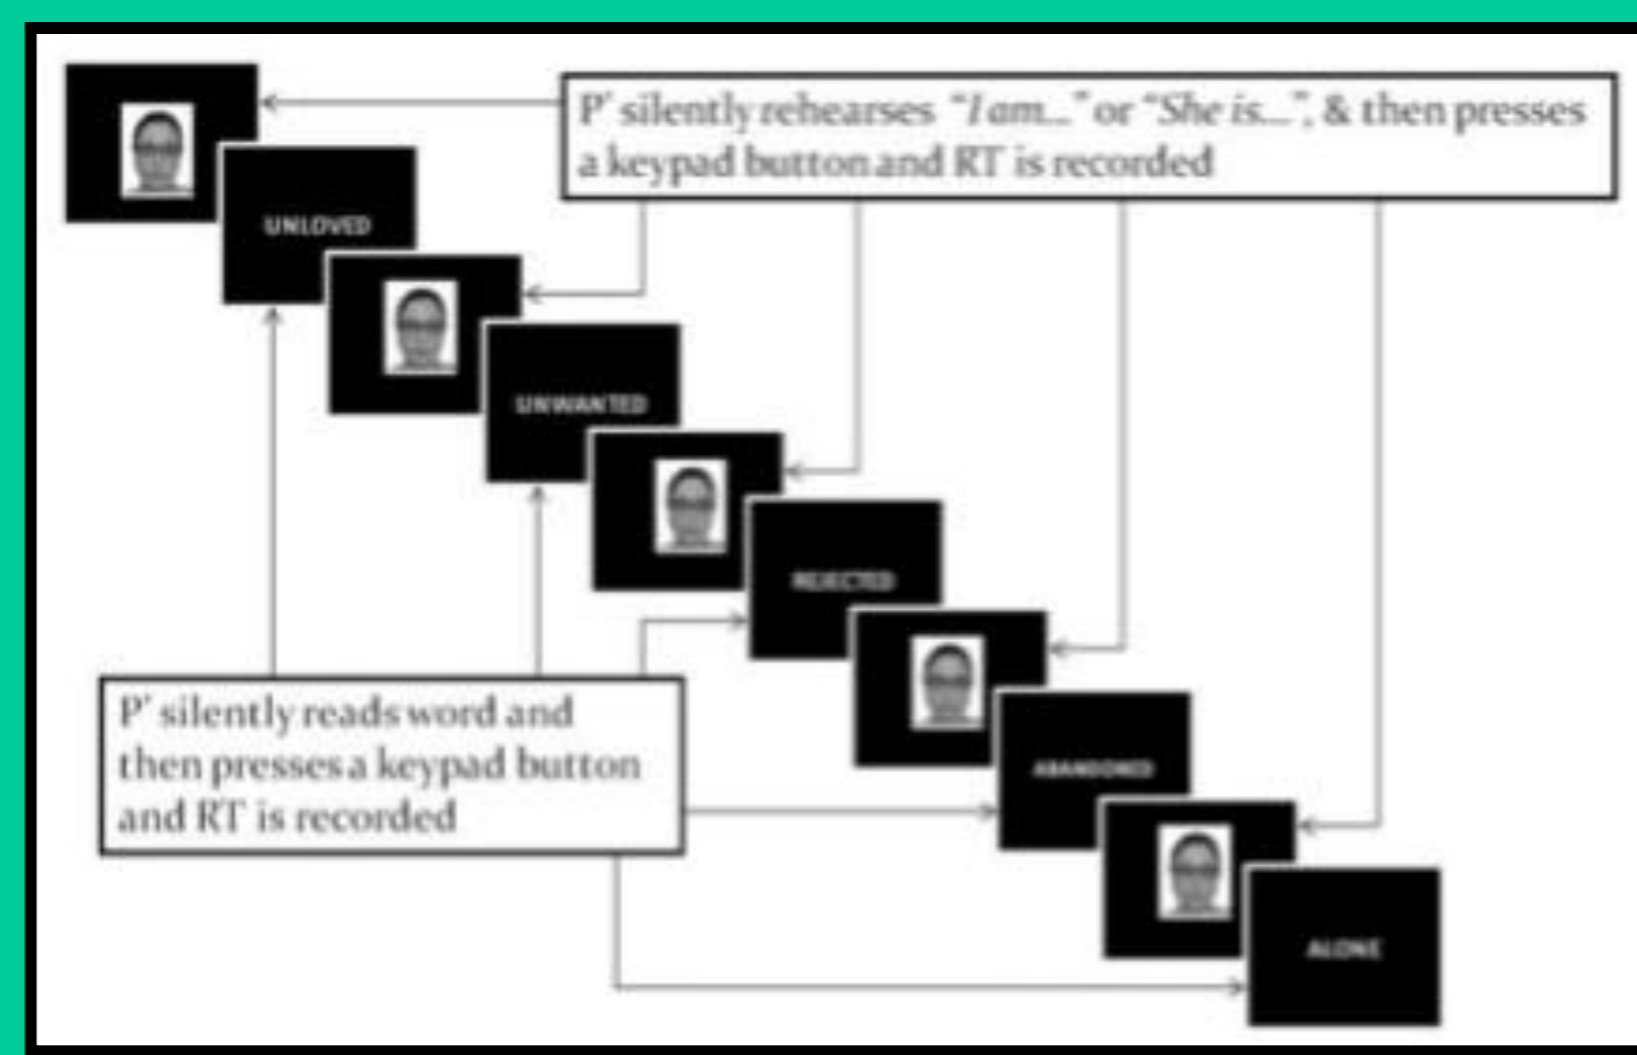 P' silently rehearses "I am..." or "She is...", & then presses
a keypad button and RT is recorded
UNLOVED
UNWANTED
REJECTED
ABANDONED
ALONE
P' silently reads word and
then presses a keypad button
and RT is recorded